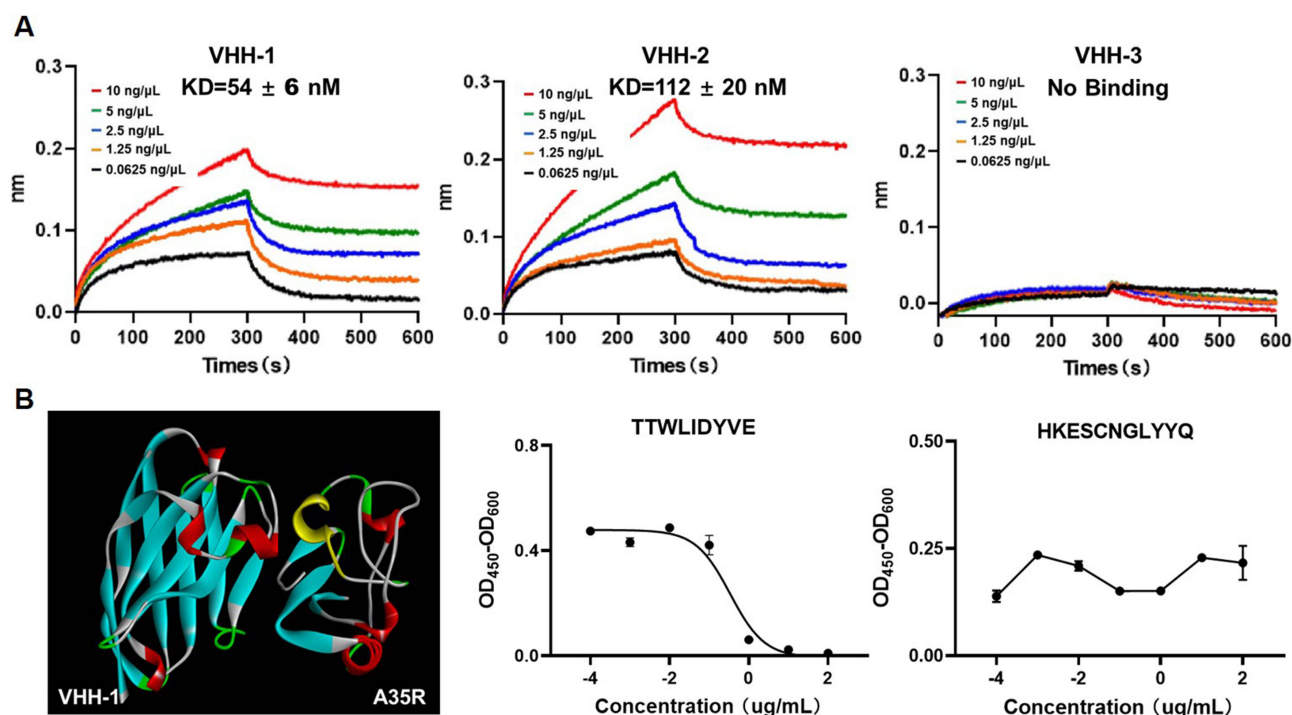 A
VHH-1
KD=54 ± 6 nM
0.3
0.2
0.1
0.0
nm
10 ng/µL
5 ng/µL
2.5 ng/µL
1.25 ng/µL
0.0625 ng/µL
0 100 200 300 400 500 600
Times(s)
VHH-2
KD=112 ± 20 nM
0.3
0.2
0.1
0.0
nm
10 ng/µL
5 ng/µL
2.5 ng/µL
1.25 ng/µL
0.0625 ng/µL
0 100 200 300 400 500 600
Times(s)
VHH-3
No Binding
0.3
0.2
0.1
0.0
nm
10 ng/µL
5 ng/µL
2.5 ng/µL
1.25 ng/µL
0.0625 ng/µL
0 100 200 300 400 500 600
Times(s)
B
VHH-1
A35R
TTWLIDYVE
0.8
0.4
0.0
OD450-OD600
-4 -2 0 2
Concentration(ug/mL)
HKESCNGLYYQ
0.50
0.25
0.00
OD450-OD600
-4 -2 0 2
Concentration(ug/mL)